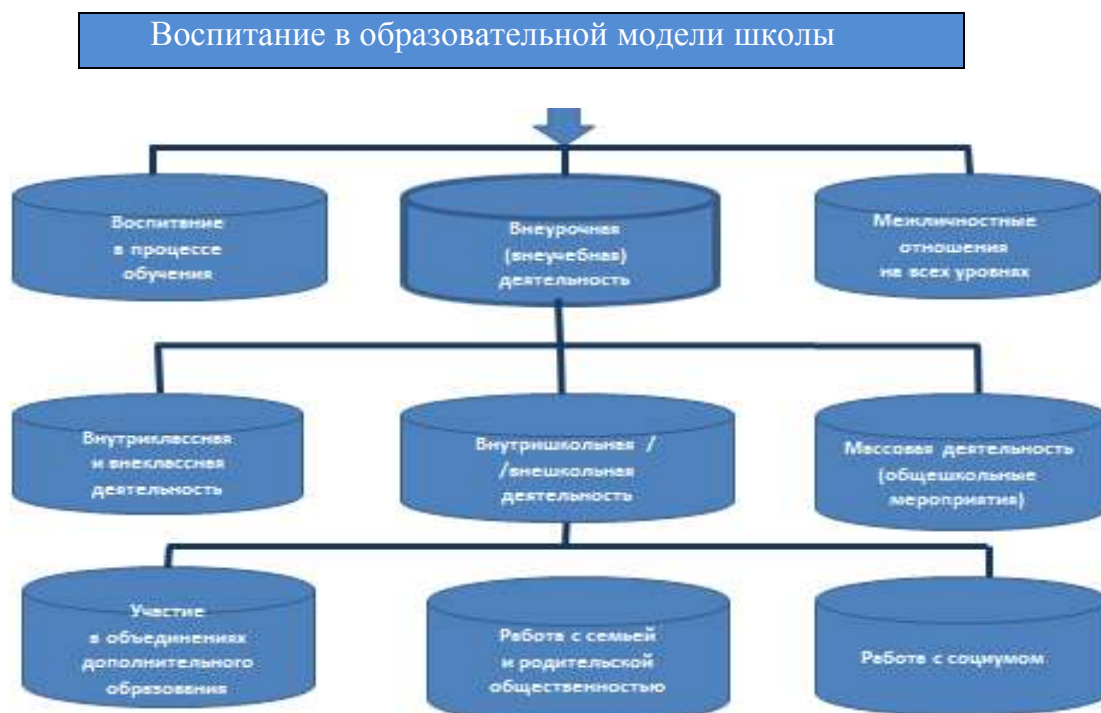 Воспитание в образовательной модели школы
Воспитание
в процессе
обучения
Внеурочная
(внеучебная)
деятельность
Межличностные
отношения
на всех уровнях
Внутриклассная
и внеклассная
деятельность
Внутришкольная /
/внешкольная
деятельность
Массовая деятельность
(общешкольные
мероприятия)
Участие
в объединениях
дополнительного
образования
Работа с семьей
и родительской
общественностью
Работа с социумом